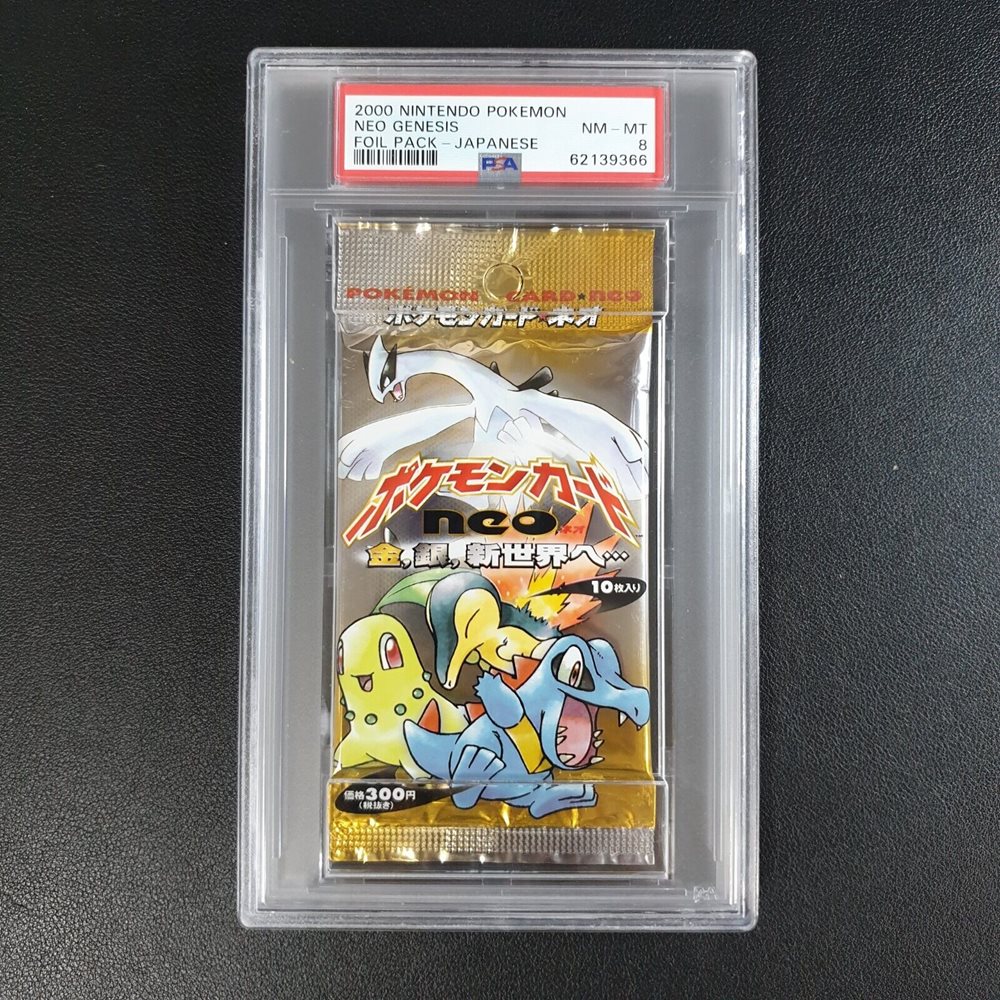 2000 NINTENDO POKEMON
NEO GENESIS NM - MT
FOIL PACK - JAPANESE 8
PSA 62139366
POKÉMON CARD★neo
ポケモンカード★ネオ
ポケモンカード
neo ネオ
金,銀,新世界へ…
10枚入り
価格300円
(税抜き)